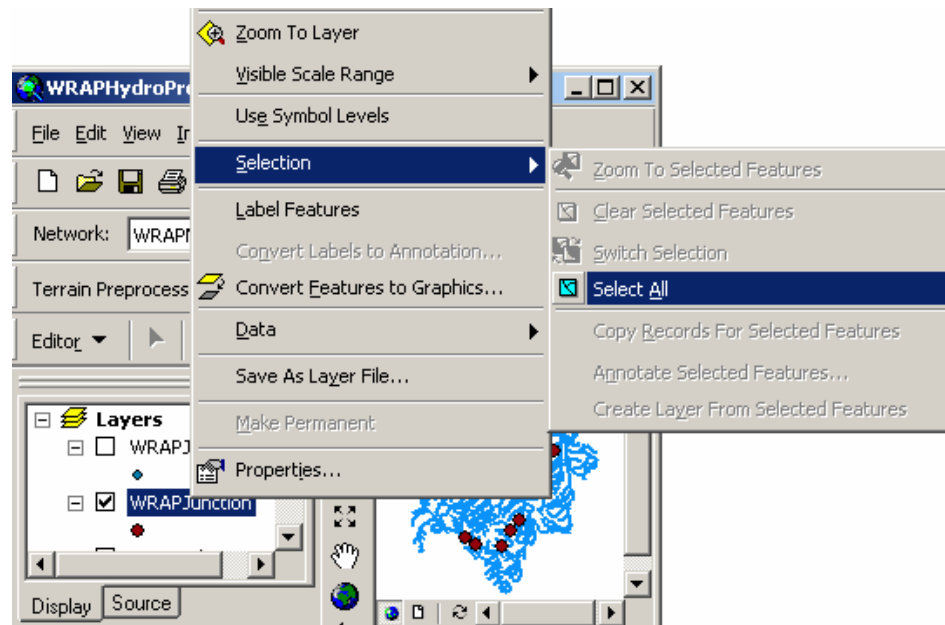 Zoom To Layer
Visible Scale Range
Use Symbol Levels
Selection
Label Features
Convert Labels to Annotation...
Convert Features to Graphics...
Data
Save As Layer File...
Make Permanent
Properties...
Zoom To Selected Features
Clear Selected Features
Switch Selection
Select All
Copy Records For Selected Features
Annotate Selected Features...
Create Layer From Selected Features
WRAPHydroPre
File Edit View
Network: WRAP
Terrain Preprocess
Editor
Layers
WRAPJ
WRAPJunction
Display Source